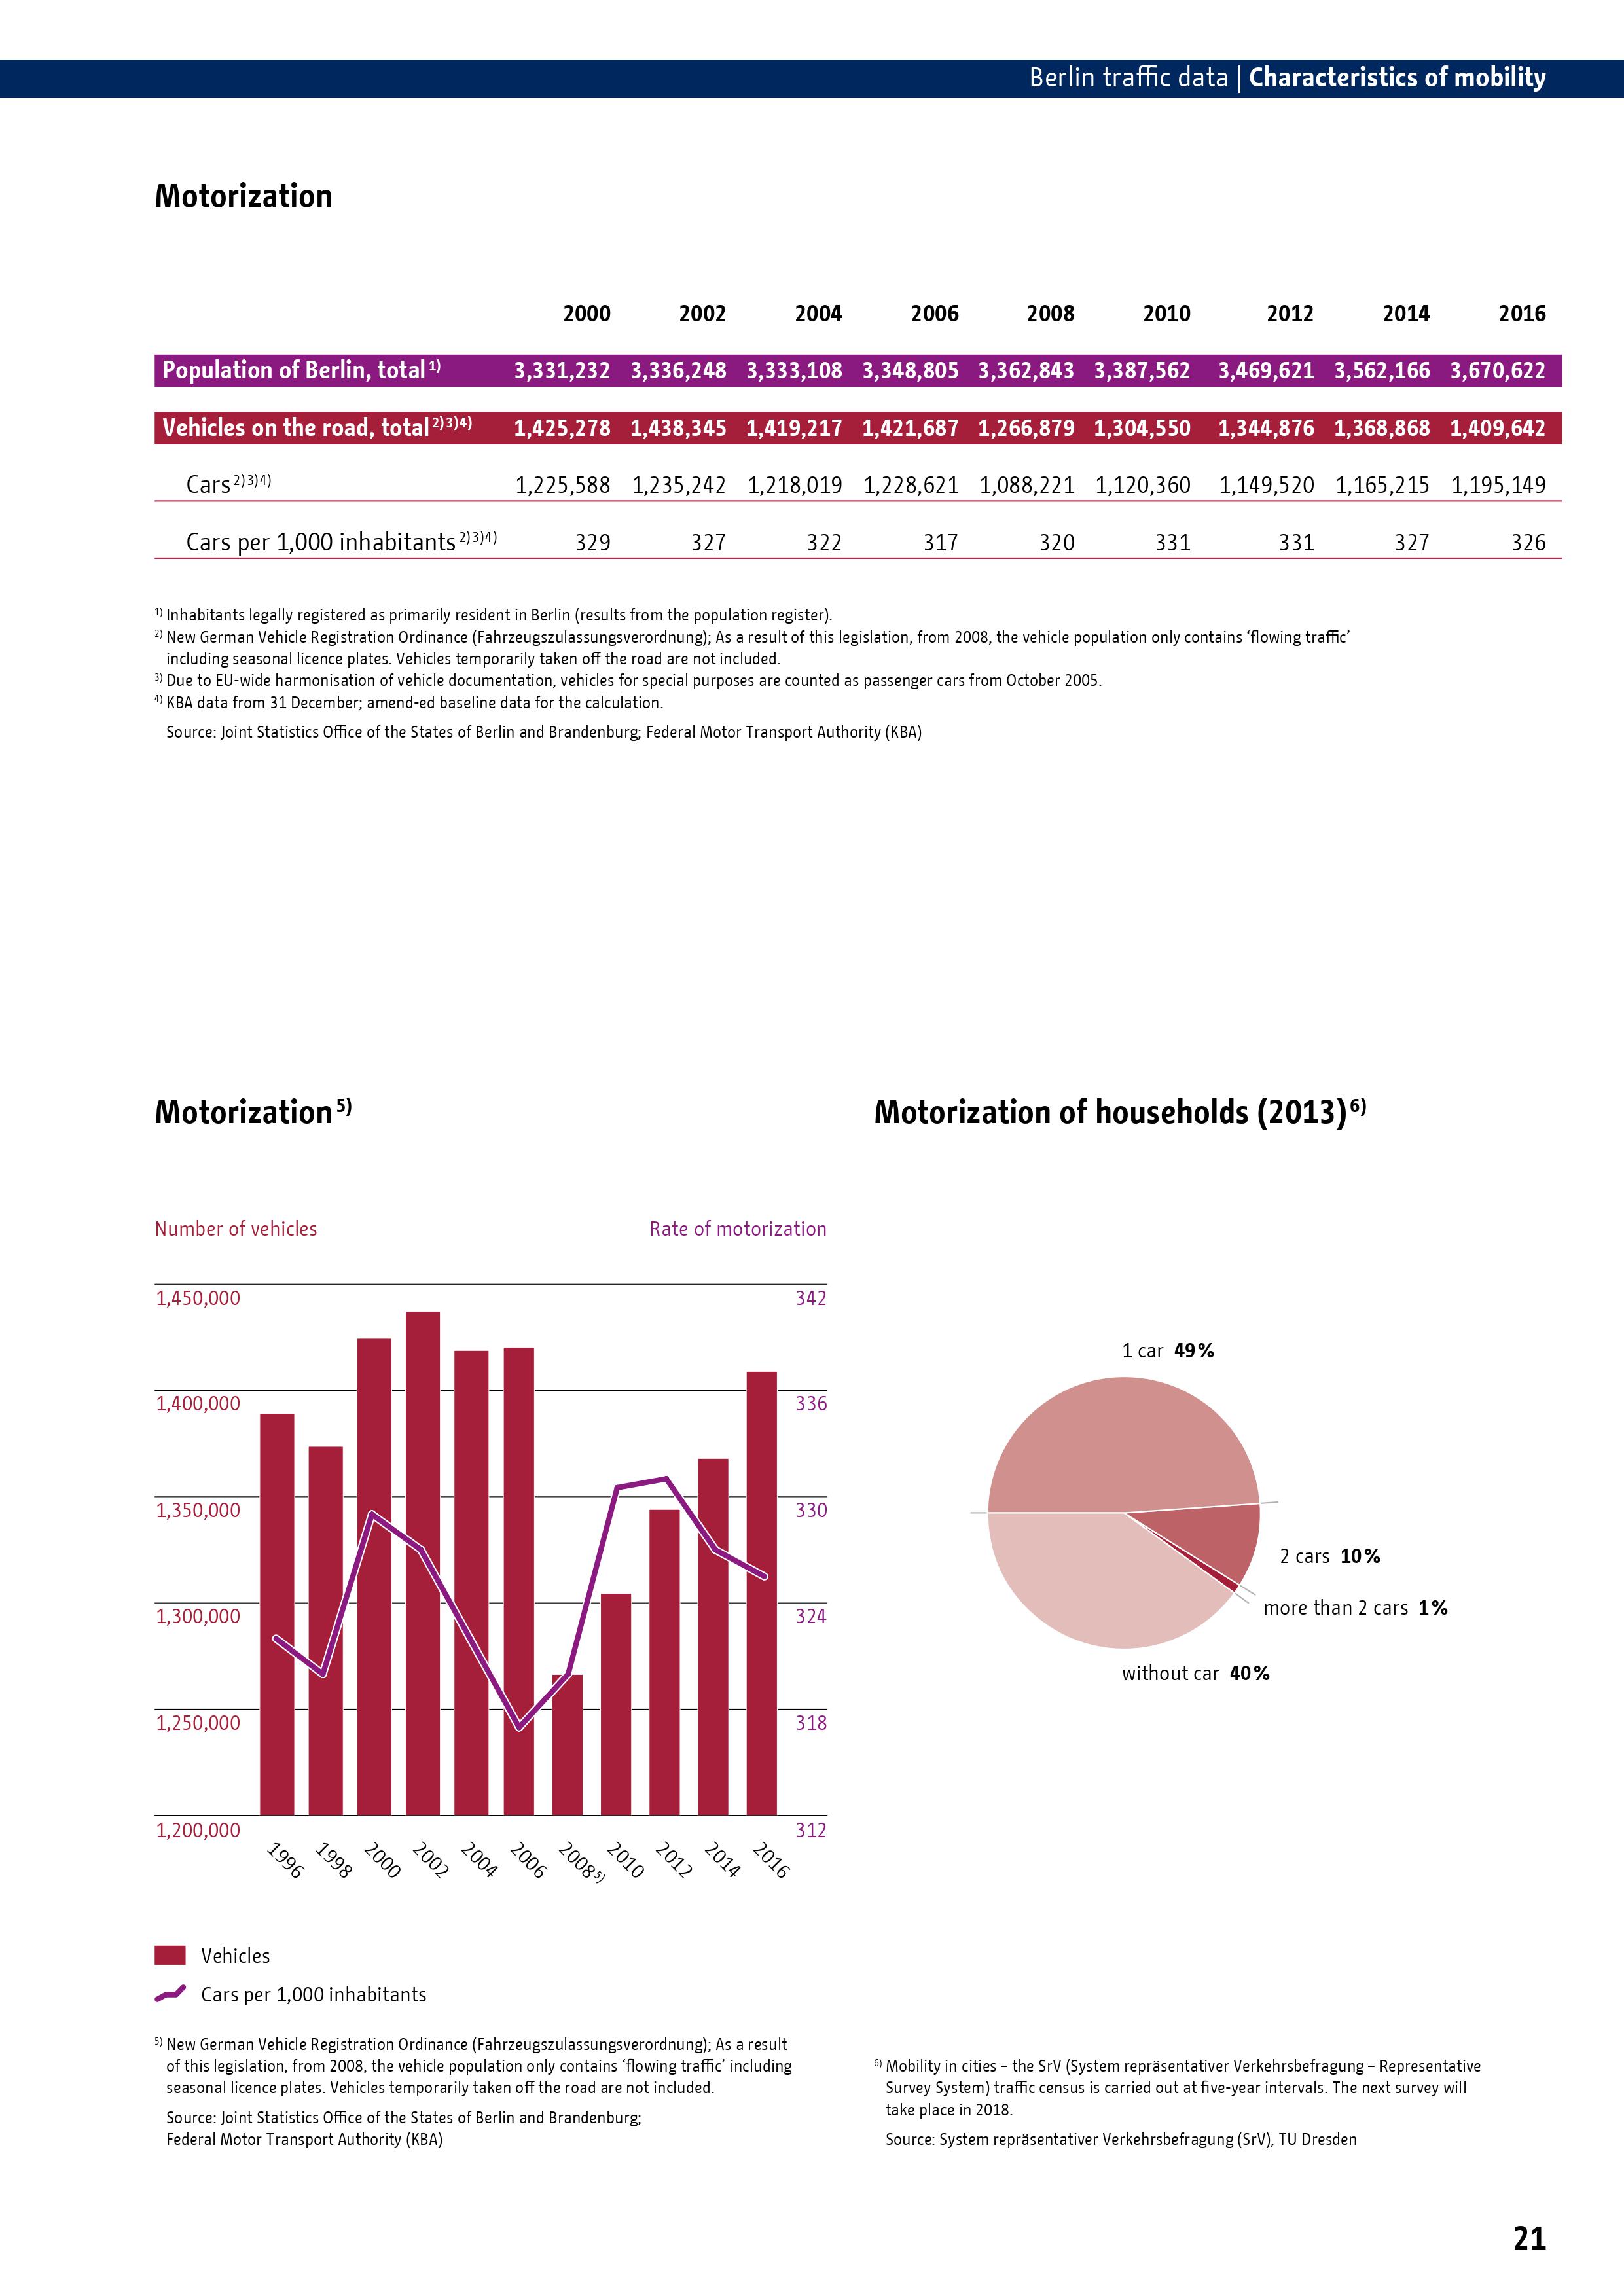 Berlin traffic data | Characteristics of mobility
Motorization
2000 2002 2004 2006 2008 2010 2012 2014 2016
Population of Berlin, total 1) 3,331,232 3,336,248 3,333,108 3,348,805 3,362,843 3,387,562 3,469,621 3,562,166 3,670,622
Vehicles on the road, total 2) 3) 4) 1,425,278 1,438,345 1,419,217 1,421,687 1,266,879 1,304,550 1,344,876 1,368,868 1,409,642
Cars 2) 3) 4) 1,225,588 1,235,242 1,218,019 1,228,621 1,088,221 1,120,360 1,149,520 1,165,215 1,195,149
Cars per 1,000 inhabitants 2) 3) 4) 329 327 322 317 320 331 331 327 326
1) Inhabitants legally registered as primarily resident in Berlin (results from the population register).
2) New German Vehicle Registration Ordinance (Fahrzeugszulassungsverordnung); As a result of this legislation, from 2008, the vehicle population only contains ‘flowing traffic’
including seasonal licence plates. Vehicles temporarily taken off the road are not included.
3) Due to EU-wide harmonisation of vehicle documentation, vehicles for special purposes are counted as passenger cars from October 2005.
4) KBA data from 31 December; amend-ed baseline data for the calculation.
Source: Joint Statistics Office of the States of Berlin and Brandenburg; Federal Motor Transport Authority (KBA)
Motorization 5)
Number of vehicles Rate of motorization
1,450,000 342
1,400,000 336
1,350,000 330
1,300,000 324
1,250,000 318
1,200,000 312
1996 1998 2000 2002 2004 2006 2008 5) 2010 2012 2014 2016
Vehicles
Cars per 1,000 inhabitants
5) New German Vehicle Registration Ordinance (Fahrzeugszulassungsverordnung); As a result
of this legislation, from 2008, the vehicle population only contains ‘flowing traffic’ including
seasonal licence plates. Vehicles temporarily taken off the road are not included.
Source: Joint Statistics Office of the States of Berlin and Brandenburg;
Federal Motor Transport Authority (KBA)
Motorization of households (2013) 6)
1 car 49%
2 cars 10%
more than 2 cars 1%
without car 40%
6) Mobility in cities – the SrV (System repräsentativer Verkehrsbefragung – Representative
Survey System) traffic census is carried out at five-year intervals. The next survey will
take place in 2018.
Source: System repräsentativer Verkehrsbefragung (SrV), TU Dresden
21